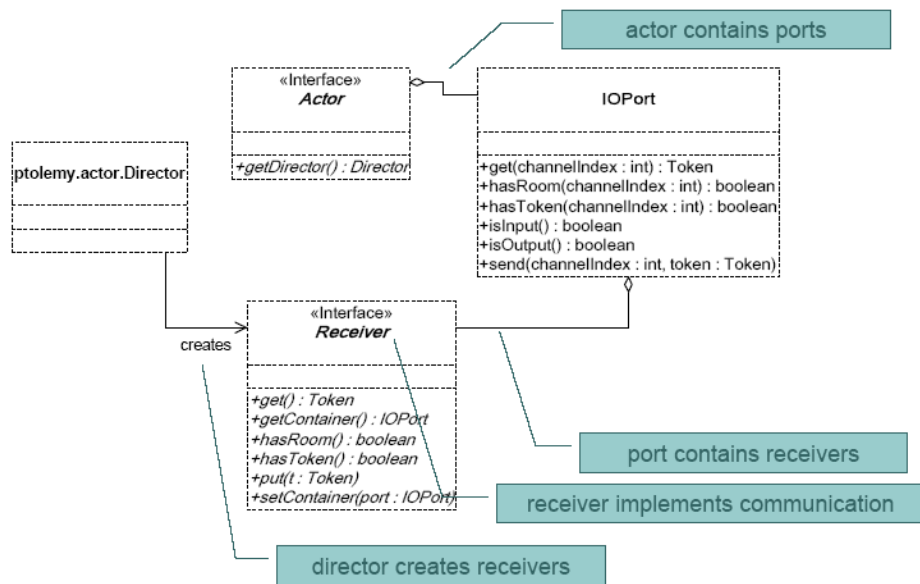 actor contains ports
«Interface»
Actor
+getDirector() : Director
IOPort
+get(channelIndex : int) : Token
+hasRoom(channelIndex : int) : boolean
+hasToken(channelIndex : int) : boolean
+isInput() : boolean
+isOutput() : boolean
+send(channelIndex : int, token : Token)
ptolemy.actor.Director
creates
«Interface»
Receiver
+get() : Token
+getContainer() : IOPort
+hasRoom() : boolean
+hasToken() : boolean
+put(t : Token)
+setContainer(port : IOPort)
port contains receivers
receiver implements communication
director creates receivers